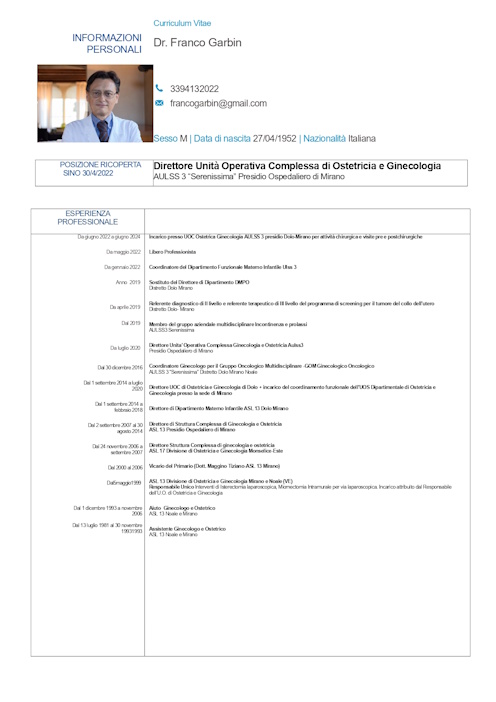 Curriculum Vitae
INFORMAZIONI
PERSONALI
Dr. Franco Garbin
3394132022
francogarbin@gmail.com
Sesso M | Data di nascita 27/04/1952 | Nazionalità Italiana
POSIZIONE RICOPERTA
SINO 30/4/2022
Direttore Unità Operativa Complessa di Ostetricia e Ginecologia
AULSS 3 "Serenissima" Presidio Ospedaliero di Mirano
ESPERIENZA
PROFESSIONALE
Da giugno 2022 a giugno 2024
Incarico presso UOC Ostetrica Ginecologia AULSS 3 presidio Dolo-Mirano per attività chirurgica e visite pre e postchirurgiche
Da maggio 2022
Libero Professionista
Da gennaio 2022
Coordinatore del Dipartimento Funzionale Materno Infantile Ulss 3
Anno 2019
Sostituto del Direttore di Dipartimento DMPO
Distretto Dolo Mirano
Da aprile 2019
Referente diagnostico di II livello e referente terapeutico di III livello del programma di screening per il tumore del collo dell'utero
Distretto Dolo- Mirano
Dal 2019
Membro del gruppo aziendale multidisciplinare Incontinenza e prolassi
AULSS3 Serenissima
Da luglio 2020
Direttore Unita' Operativa Complessa Ginecologia e Ostetricia Aulss3
Presidio Ospedaliero di Mirano
Dal 30 dicembre 2016
Coordinatore Ginecologo per il Gruppo Oncologico Multidisciplinare -GOM Ginecologico Oncologico
AULSS 3 "Serenissima" Distretto Dolo Mirano Noale
Dal 1 settembre 2014 a luglio
2020
Direttore UOC di Ostetricia e Ginecologia di Dolo + incarico del coordinamento funzionale dell'UOS Dipartimentale di Ostetricia e
Ginecologia presso la sede di Mirano
Dal 1 settembre 2014 a
febbraio 2018
Direttore di Dipartimento Materno Infantile ASL 13 Dolo Mirano
Dal 2 settembre 2007 al 30
agosto 2014
Direttore di Struttura Complessa di Ginecologia e Ostetricia
ASL 13 Presidio Ospedaliero di Mirano
Dal 24 novembre 2006 a
settembre 2007
Direttore Struttura Complessa di ginecologia e ostetricia
ASL 17 Divisione di Ostetricia e Ginecologia Monselice-Este
Dal 2000 al 2006
Vicario del Primario (Dott. Maggino Tiziano-ASL 13 Mirano)
Dal5maggio1999
ASL 13 Divisione di Ostetricia e Ginecologia Mirano e Noale (VE)
Responsabile Unico Interventi di Isterectomia laparoscopica, Miomectomia Intramurale per via laparoscopica. Incarico attribuito dal Responsabile
dell'U.O. di Ostetricia e Ginecologia
Dal 1 dicembre 1993 a novembre
2006
Aiuto Ginecologo e Ostetrico
ASL 13 Noale e Mirano
Dal 13 luglio 1981 al 30 novembre
1993
Assistente Ginecologo e Ostetrico
ASL 13 Noale e Mirano